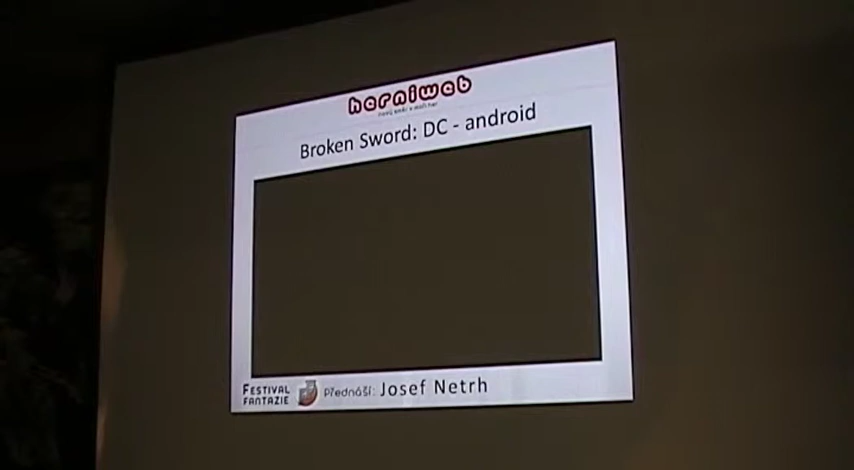 herniweb
Broken Sword: DC - android
FESTIVAL
FANTAZIE
Přednáší: Josef Netrh